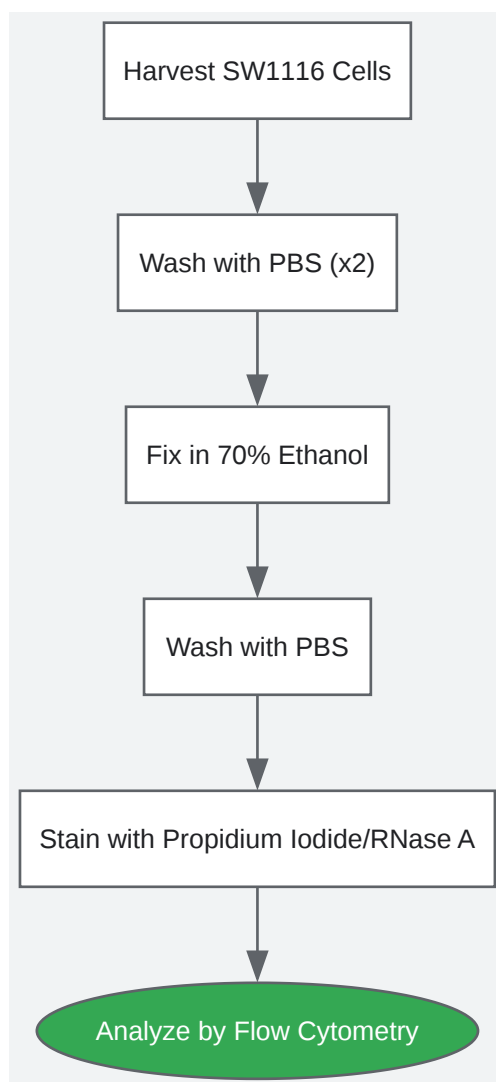 Harvest SW1116 Cells
Wash with PBS (x2)
Fix in 70% Ethanol
Wash with PBS
Stain with Propidium Iodide/RNase A
Analyze by Flow Cytometry